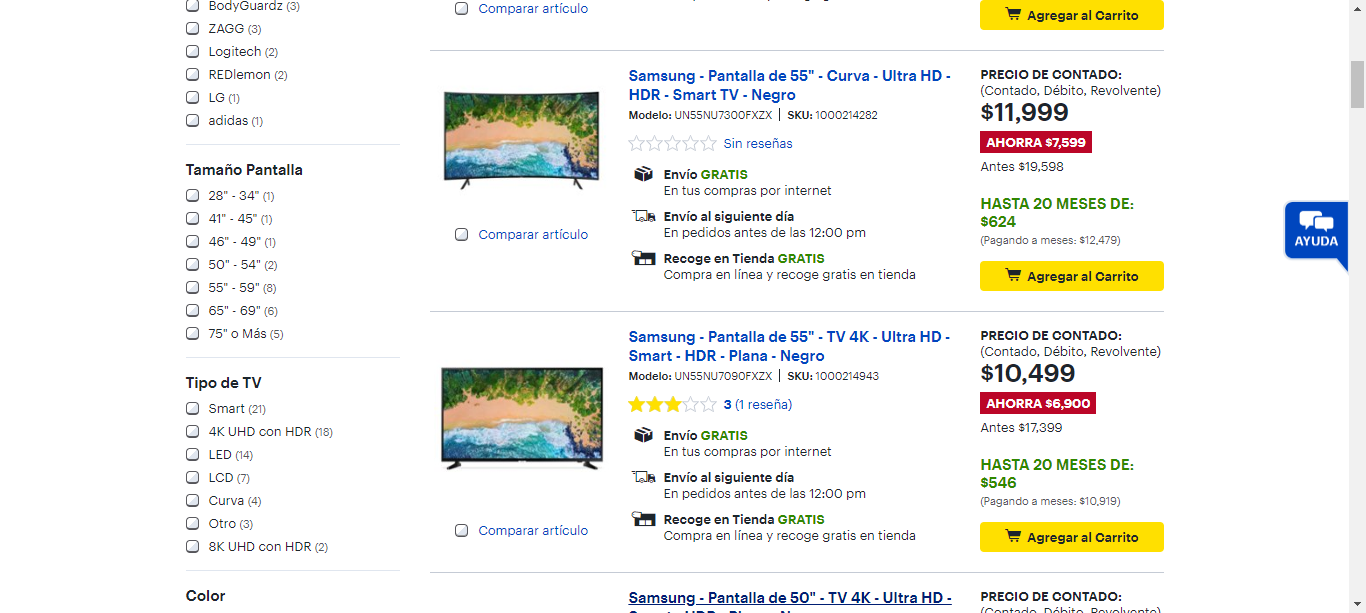 BodyGuardz (3)
ZAGG (3)
Logitech (2)
REDlemon (2)
LG (1)
adidas (1)
Tamaño Pantalla
28" - 34" (1)
41" - 45" (1)
46" - 49" (1)
50" - 54" (2)
55" - 59" (8)
65" - 69" (6)
75" o Más (5)
Tipo de TV
Smart (21)
4K UHD con HDR (18)
LED (14)
LCD (7)
Curva (4)
Otro (3)
8K UHD con HDR (2)
Color
Comparar artículo
Agregar al Carrito
Samsung - Pantalla de 55" - Curva - Ultra HD -
HDR - Smart TV - Negro
Modelo: UN55NU7300FXZX | SKU: 1000214282
Sin reseñas
Envío GRATIS
En tus compras por internet
Envío al siguiente día
En pedidos antes de las 12:00 pm
Recoge en Tienda GRATIS
Compra en línea y recoge gratis en tienda
Comparar artículo
PRECIO DE CONTADO:
(Contado, Débito, Revolvente)
$11,999
AHORRA $7,599
Antes $19,598
HASTA 20 MESES DE:
$624
(Pagando a meses: $12,479)
Agregar al Carrito
Samsung - Pantalla de 55" - TV 4K - Ultra HD -
Smart - HDR - Plana - Negro
Modelo: UN55NU7090FXZX | SKU: 1000214943
3 (1 reseña)
Envío GRATIS
En tus compras por internet
Envío al siguiente día
En pedidos antes de las 12:00 pm
Recoge en Tienda GRATIS
Compra en línea y recoge gratis en tienda
Comparar artículo
PRECIO DE CONTADO:
(Contado, Débito, Revolvente)
$10,499
AHORRA $6,900
Antes $17,399
HASTA 20 MESES DE:
$546
(Pagando a meses: $10,919)
Agregar al Carrito
Samsung - Pantalla de 50" - TV 4K - Ultra HD -
PRECIO DE CONTADO:
(Contado, Débito, Revolvente)
AYUDA